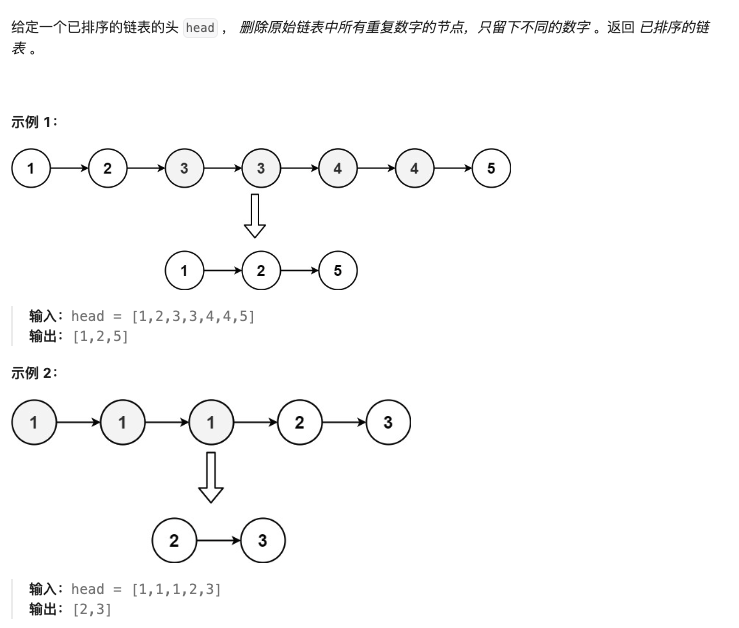 给定一个已排序的链表的头 head ， 删除原始链表中所有重复数字的节点，只留下不同的数字 。返回 已排序的链
表 。
示例 1：
1 2 3 3 4 4 5
1 2 5
输入：head = [1,2,3,3,4,4,5]
输出：[1,2,5]
示例 2：
1 1 1 2 3
2 3
输入：head = [1,1,1,2,3]
输出：[2,3]